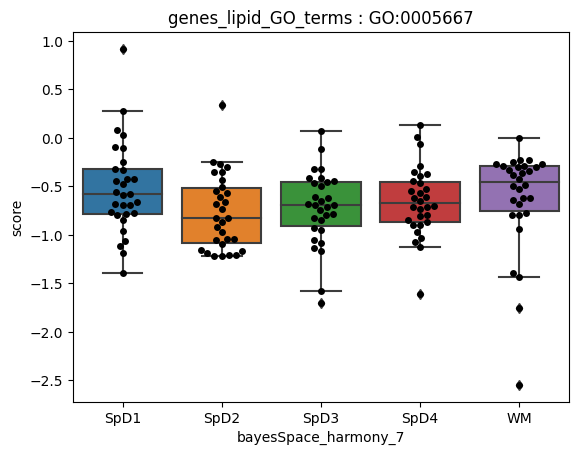 genes_lipid_GO_terms : GO:0005667
1.0
0.5
0.0
−0.5
−1.0
−1.5
−2.0
−2.5
score
SpD1 SpD2 SpD3 SpD4 WM
bayesSpace_harmony_7